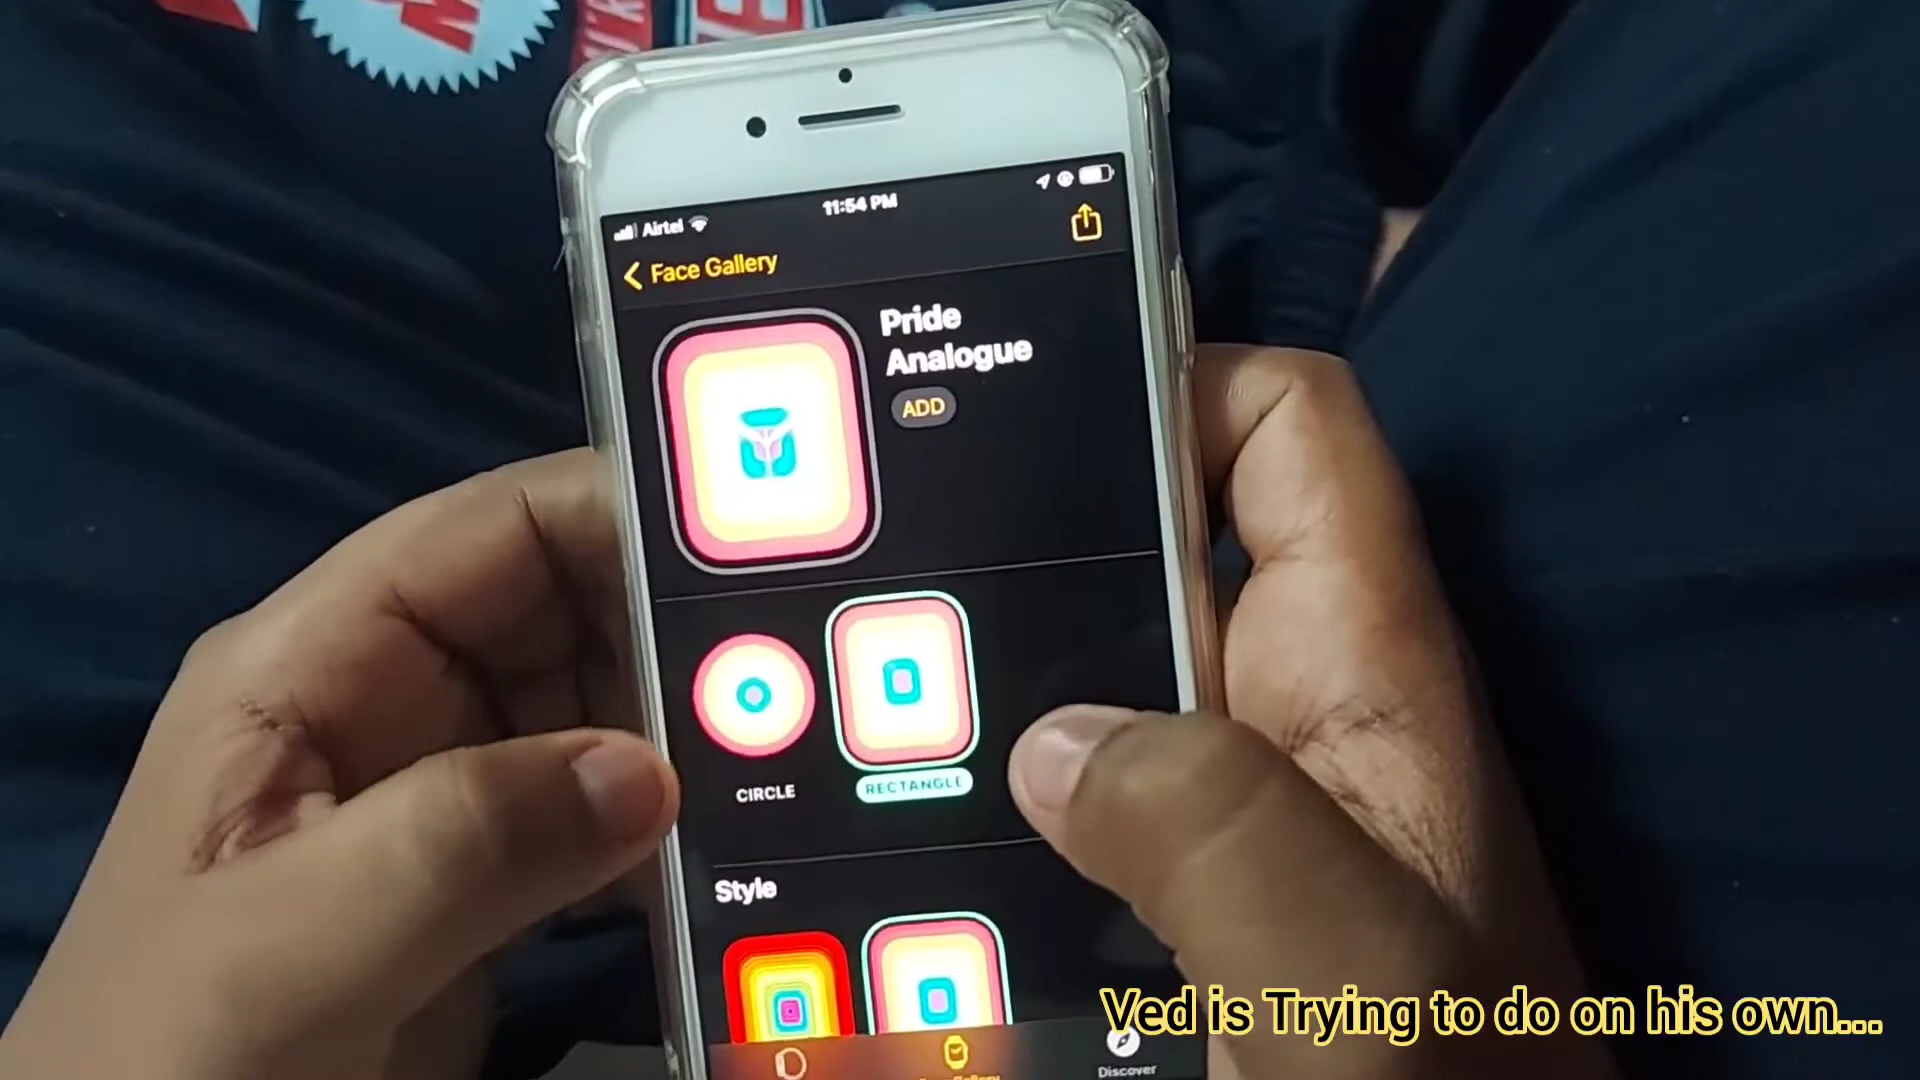 11:54 PM
Airtel
Face Gallery
Pride
Analogue
ADD
CIRCLE
RECTANGLE
Style
Ved is Trying to do on his own...
Discover